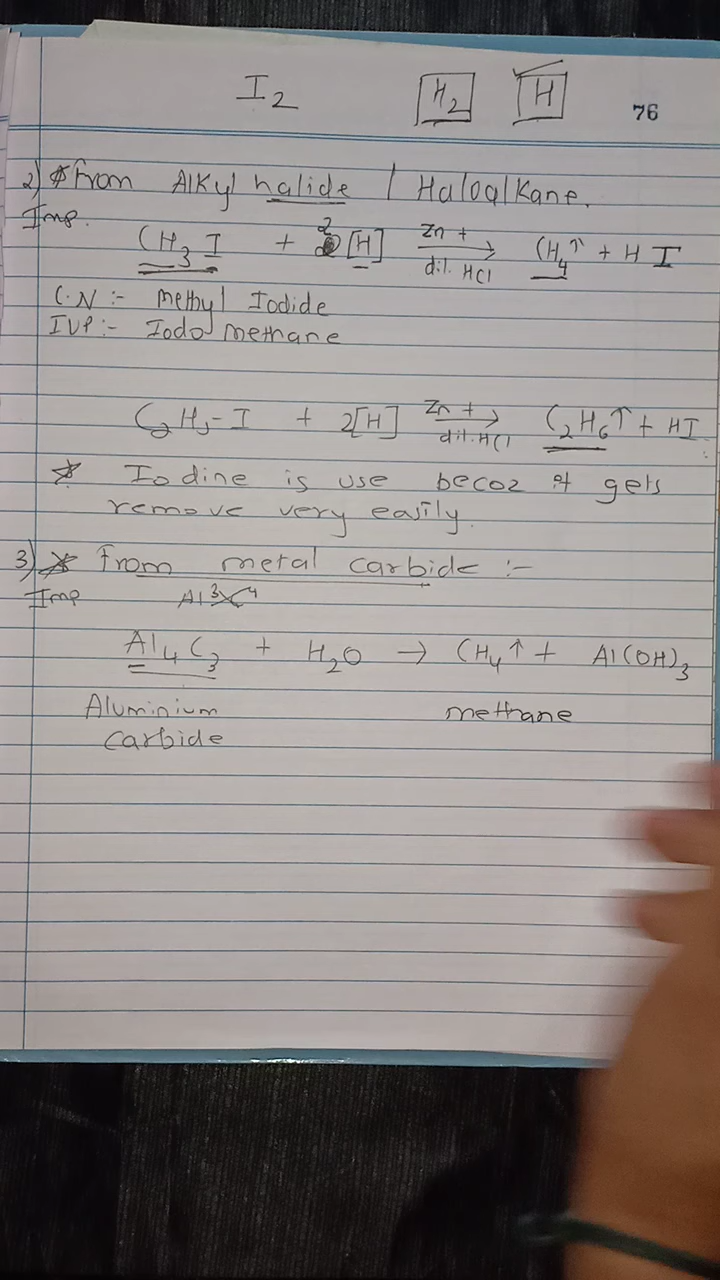 I2 H2 H 76
2) * From Alkyl halide / Haloalkane.
Imp.
CH3 I + 2 [H] Zn + dil. HCl → CH4↑ + H I
C.N :- Methyl Iodide
IUP :- Iodo methane
C2H5-I + 2[H] Zn + dil. HCl → C2H6↑ + HI
* Iodine is use becoz it gets
remove very easily.
3) * From metal carbide :-
Imp Al3 C4
Al4C3 + H2O → CH4↑ + Al(OH)3
Aluminium methane
carbide